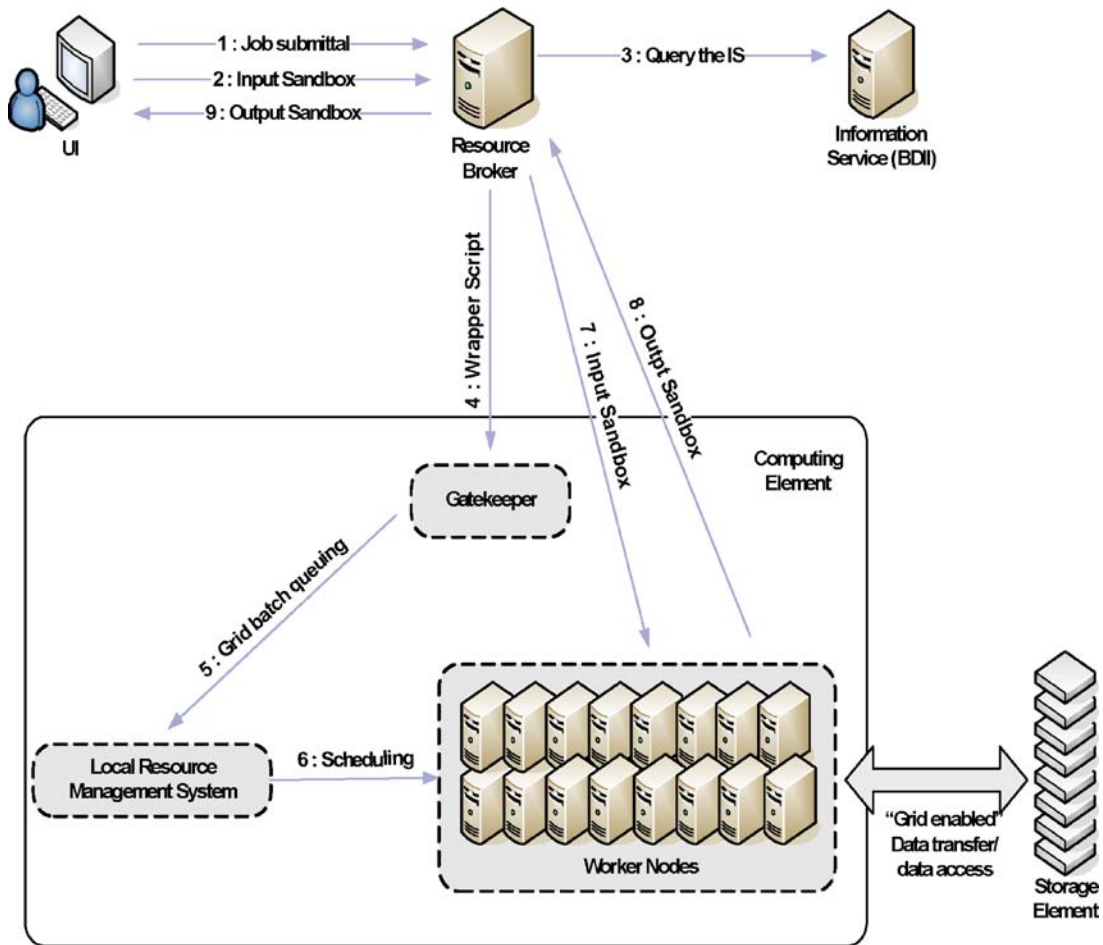 1 : Job submittal
2 : Input Sandbox
9 : Output Sandbox
UI
Resource
Broker
3 : Query the IS
Information
Service (BDII)
4 : Wrapper Script
7 : Input Sandbox
8 : Outpt Sandbox
Computing
Element
Gatekeeper
5 : Grid batch queuing
Local Resource
Management System
6 : Scheduling
Worker Nodes
“Grid enabled”
Data transfer/
data access
Storage
Element